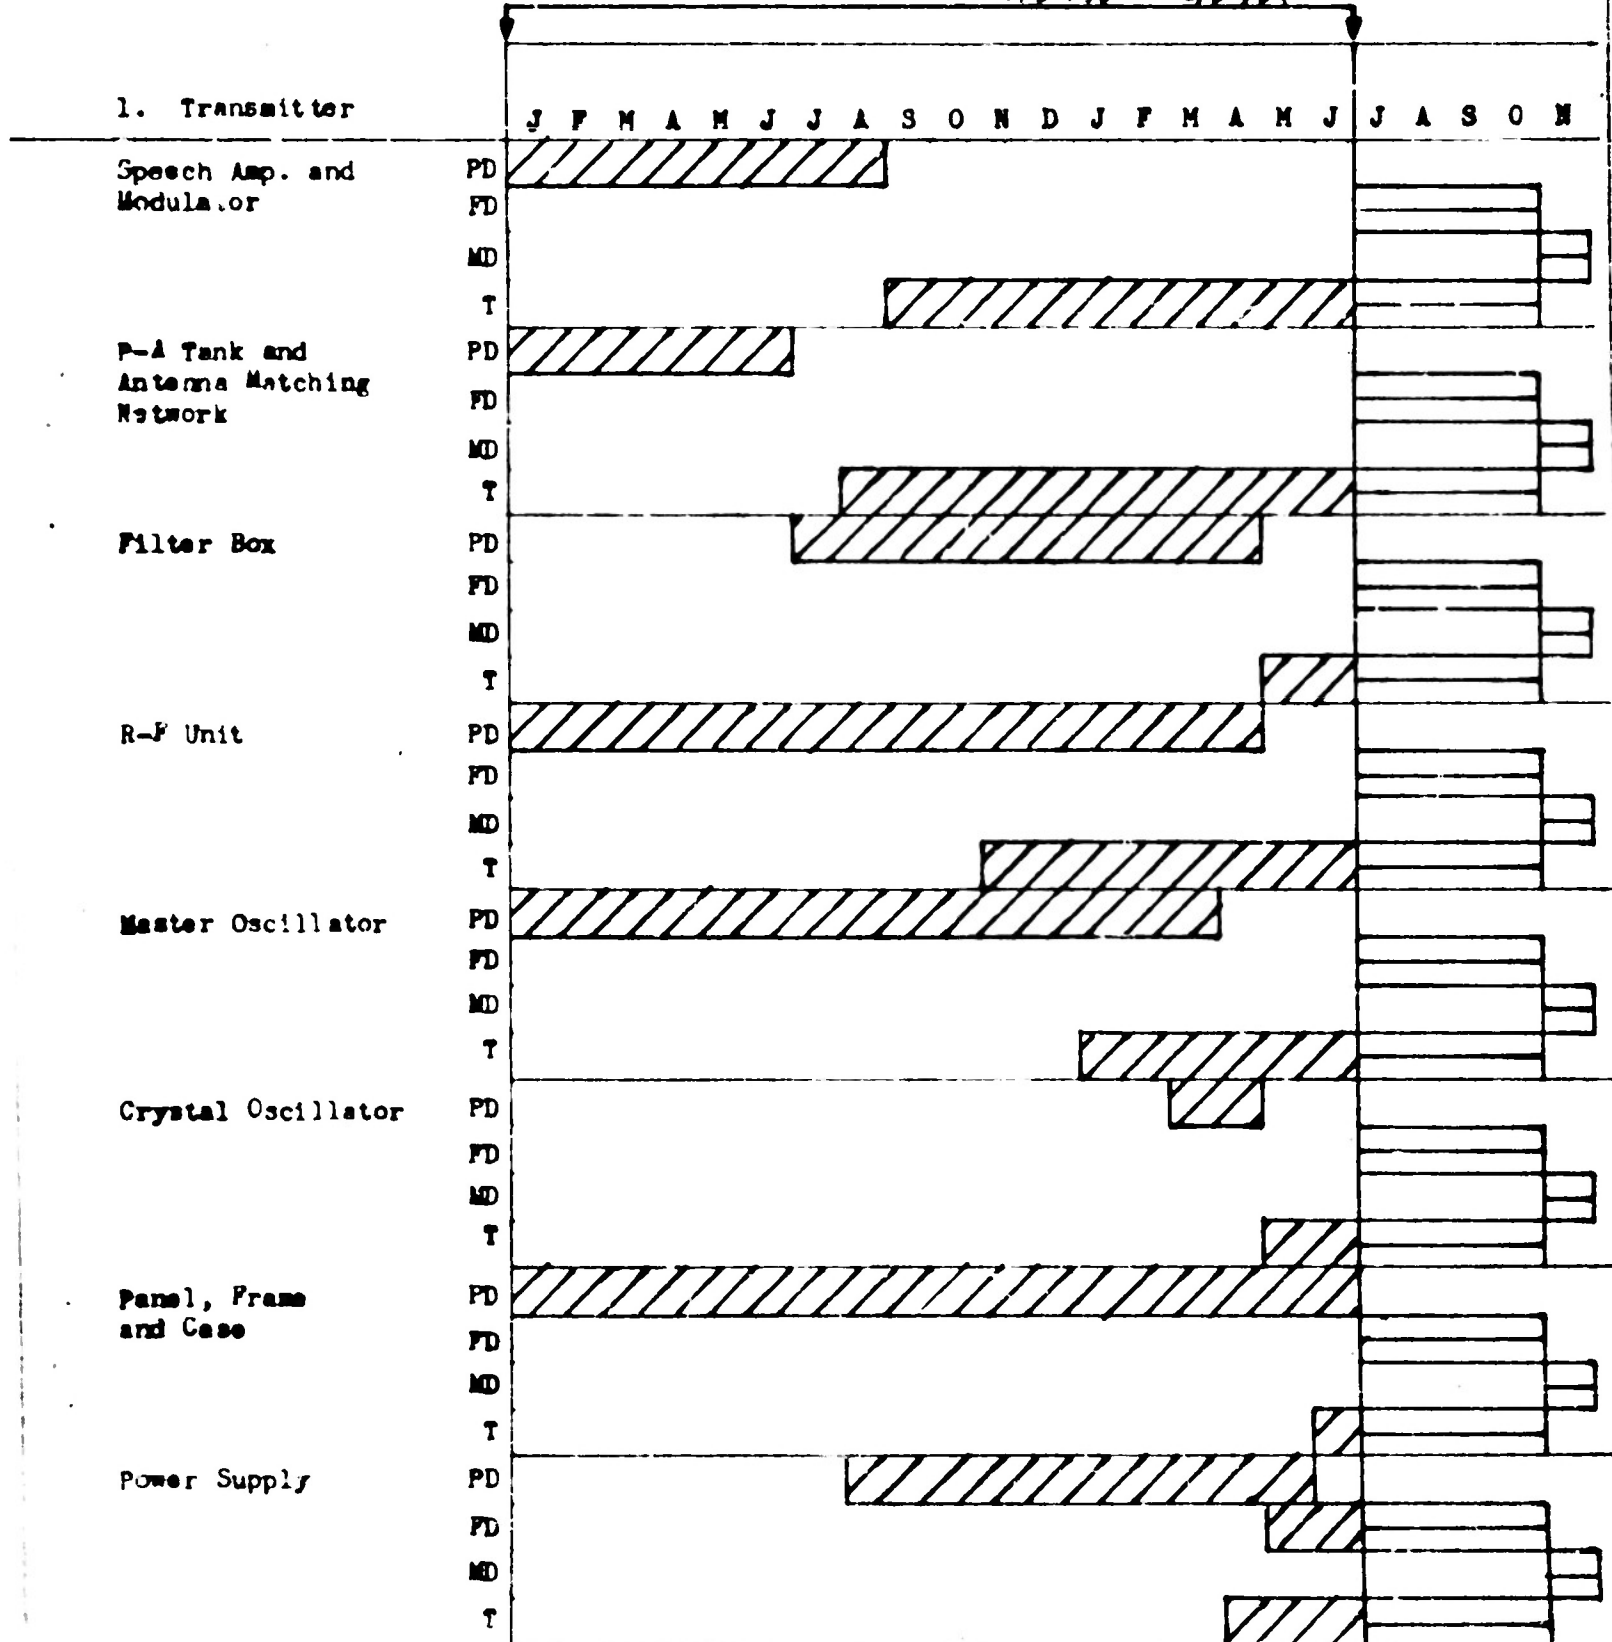 1. Transmitter J F M A M J J A S O N D J F M A M J J A S O N
Speech Amp. and PD
Modula.or FD
MD
T
P-A Tank and PD
Antenna Matching
Network FD
MD
T
Filter Box PD
FD
MD
T
R-F Unit PD
FD
MD
T
Master Oscillator PD
FD
MD
T
Crystal Oscillator PD
FD
MD
T
Panel, Frame PD
and Case FD
MD
T
Power Supply PD
FD
MD
T